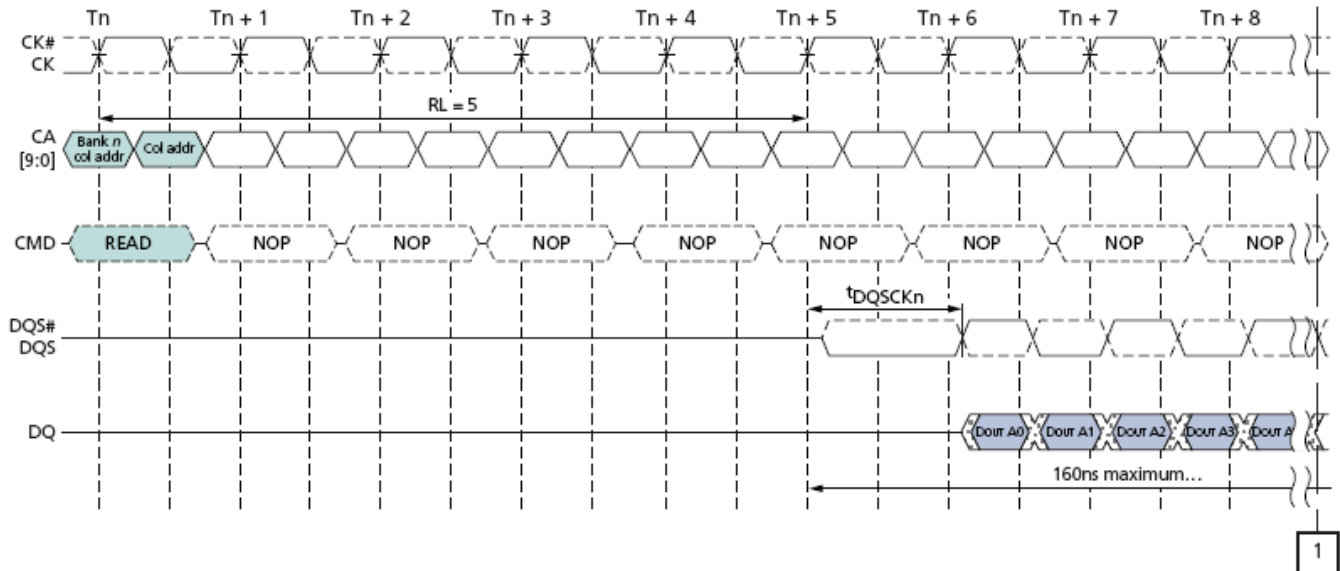 Tn Tn + 1 Tn + 2 Tn + 3 Tn + 4 Tn + 5 Tn + 6 Tn + 7 Tn + 8
CK#
CK
RL = 5
CA
[9:0]
Bank n
col addr
Col addr
CMD READ NOP NOP NOP NOP NOP NOP NOP NOP
tDQSCKn
DQS#
DQS
DQ DOUT A0 DOUT A1 DOUT A2 DOUT A3 DOUT A
160ns maximum…
1